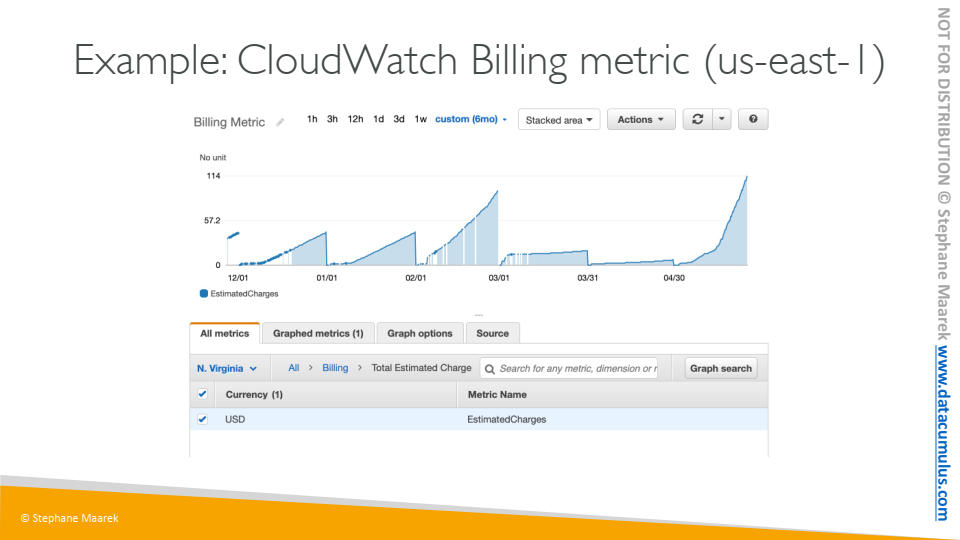 Example: CloudWatch Billing metric (us-east-1)
Billing Metric
1h 3h 12h 1d 3d 1w custom (6mo)
Stacked area
Actions
No unit
114
57.2
0
12/01 01/01 02/01 03/01 03/31 04/30
EstimatedCharges
All metrics
Graphed metrics (1)
Graph options
Source
N. Virginia
All > Billing > Total Estimated Charge
Search for any metric, dimension or r
Graph search
Currency (1) Metric Name
USD EstimatedCharges
© Stephane Maarek
NOT FOR DISTRIBUTION © Stephane Maarek www.datacumulus.com